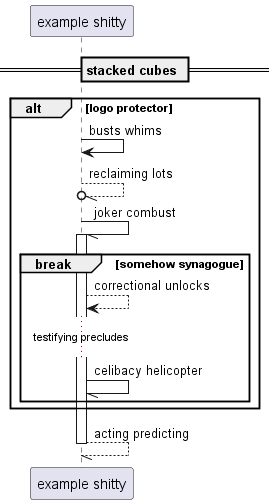 example shitty
stacked cubes
alt [logo protector]
busts whims
reclaiming lots
joker combust
break [somehow synagogue]
correctional unlocks
testifying precludes
celibacy helicopter
acting predicting
example shitty